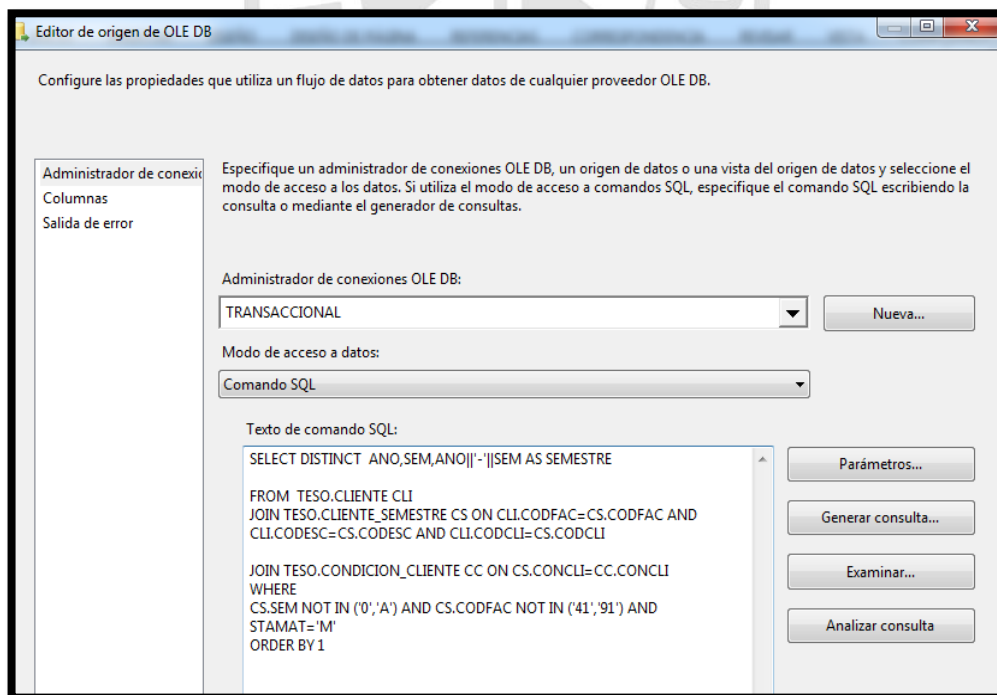 Editor de origen de OLE DB
Configure las propiedades que utiliza un flujo de datos para obtener datos de cualquier proveedor OLE DB.
Administrador de conexio
Columnas
Salida de error
Especifique un administrador de conexiones OLE DB, un origen de datos o una vista del origen de datos y seleccione el
modo de acceso a los datos. Si utiliza el modo de acceso a comandos SQL, especifique el comando SQL escribiendo la
consulta o mediante el generador de consultas.
Administrador de conexiones OLE DB:
TRANSACCIONAL
Nueva...
Modo de acceso a datos:
Comando SQL
Texto de comando SQL:
SELECT DISTINCT ANO,SEM,ANO||'-'||SEM AS SEMESTRE
FROM TESO.CLIENTE CLI
JOIN TESO.CLIENTE_SEMESTRE CS ON CLI.CODFAC=CS.CODFAC AND
CLI.CODESC=CS.CODESC AND CLI.CODCLI=CS.CODCLI
JOIN TESO.CONDICION_CLIENTE CC ON CS.CONCLI=CC.CONCLI
WHERE
CS.SEM NOT IN ('0','A') AND CS.CODFAC NOT IN ('41','91') AND
STAMAT='M'
ORDER BY 1
Parámetros...
Generar consulta...
Examinar...
Analizar consulta